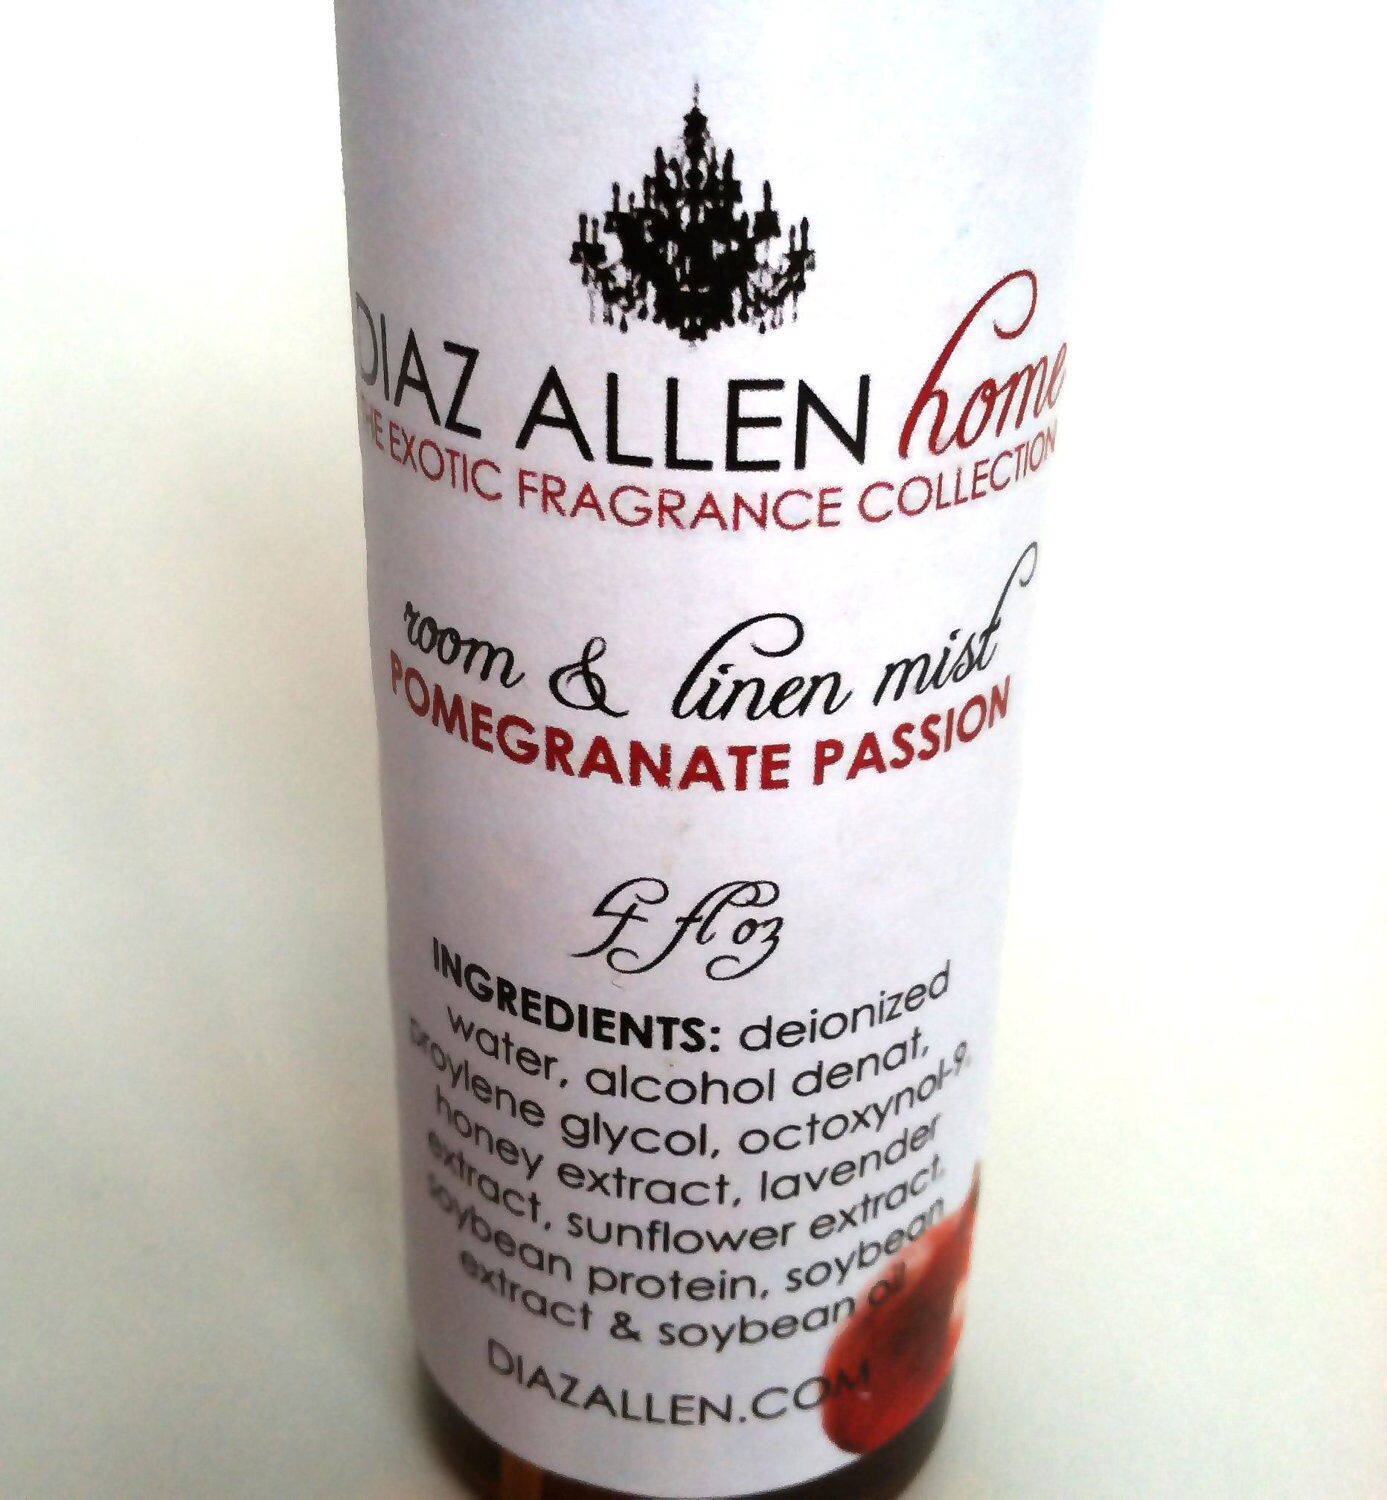 DIAZ ALLEN home
THE EXOTIC FRAGRANCE COLLECTION
room & linen mist
POMEGRANATE PASSION
4 fl oz
INGREDIENTS: deionized
water, alcohol denat,
proylene glycol, octoxynol-9,
honey extract, lavender
extract, sunflower extract,
soybean protein, soybean
extract & soybean oil
DIAZALLEN.COM